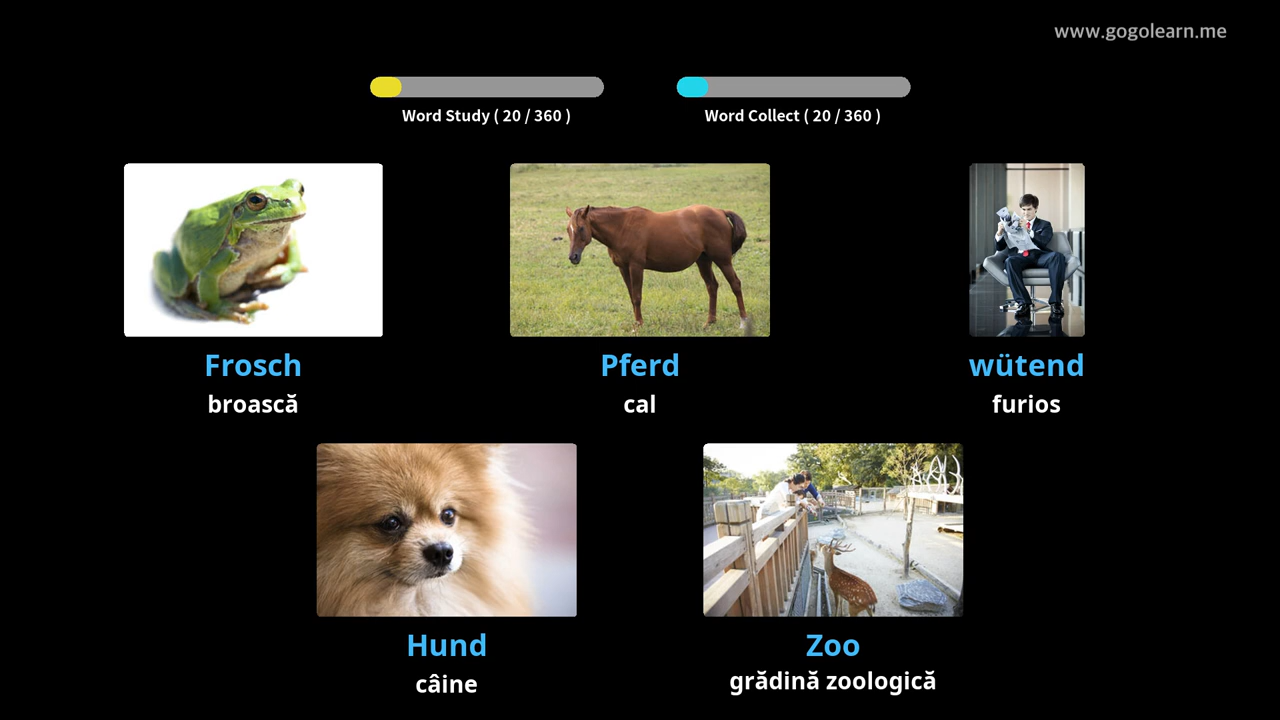 www.gogolearn.me
Word Study ( 20 / 360 )
Word Collect ( 20 / 360 )
Frosch
broască
Pferd
cal
wütend
furios
Hund
câine
Zoo
grădină zoologică